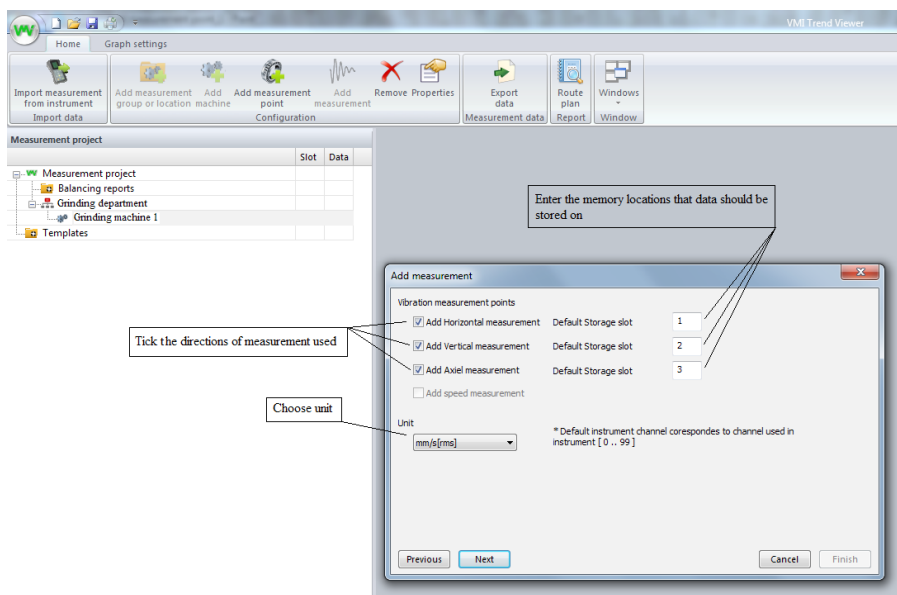 VMI Trend Viewer
Home Graph settings
Import measurement from instrument
Add measurement group or location
Add machine
Add measurement point
Add measurement
Remove
Properties
Export data
Route plan
Windows
Import data
Configuration
Measurement data
Report
Window
Measurement project
Slot Data
Measurement project
Balancing reports
Grinding department
Grinding machine 1
Templates
Enter the memory locations that data should be
stored on
Add measurement
Vibration measurement points
Add Horizontal measurement Default Storage slot 1
Tick the directions of measurement used
Add Vertical measurement Default Storage slot 2
Add Axiel measurement Default Storage slot 3
Add speed measurement
Choose unit
Unit
mm/s[rms]
* Default instrument channel corespondes to channel used in
instrument [ 0 .. 99 ]
Previous Next Cancel Finish